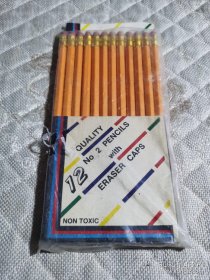 QUALITY
12 No 2 PENCILS
with
ERASER CAPS
NON TOXIC